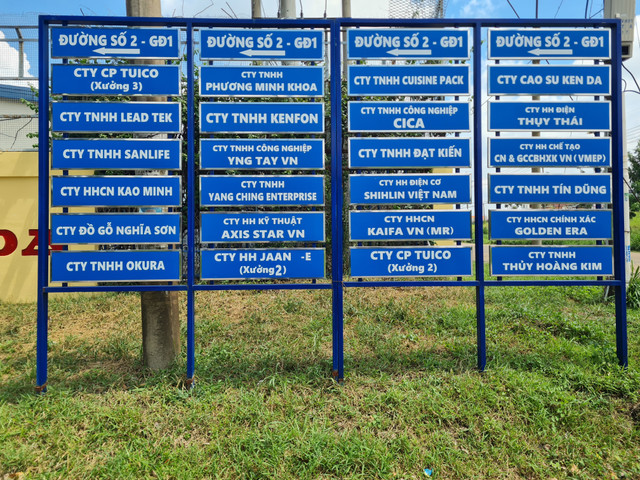 ĐƯỜNG SỐ 2 - GĐ1
CTY CP TUICO
(Xưởng 3)
CTY TNHH LEAD TEK
CTY TNHH SANLIFE
CTY HHCN KAO MINH
CTY ĐỒ GỖ NGHĨA SƠN
CTY TNHH OKURA
ĐƯỜNG SỐ 2 - GĐ1
CTY TNHH
PHƯƠNG MINH KHOA
CTY TNHH KENFON
CTY TNHH CÔNG NGHIỆP
YNG TAY VN
CTY TNHH
YANG CHING ENTERPRISE
CTY HH KỸ THUẬT
AXIS STAR VN
CTY HH JAAN -E
(Xưởng 2)
ĐƯỜNG SỐ 2 - GĐ1
CTY TNHH CUISINE PACK
CTY TNHH CÔNG NGHIỆP
CICA
CTY TNHH ĐẠT KIẾN
CTY HH ĐIỆN CƠ
SHIHLIN VIỆT NAM
CTY HHCN
KAIFA VN (MR)
CTY CP TUICO
(Xưởng 2)
ĐƯỜNG SỐ 2 - GĐ1
CTY CAO SU KEN DA
CTY HH ĐIỆN
THỤY THÁI
CTY HH CHẾ TẠO
CN & GCCBHXK VN (VMEP)
CTY TNHH TÍN DŨNG
CTY HHCN CHÍNH XÁC
GOLDEN ERA
CTY TNHH
THỦY HOÀNG KIM